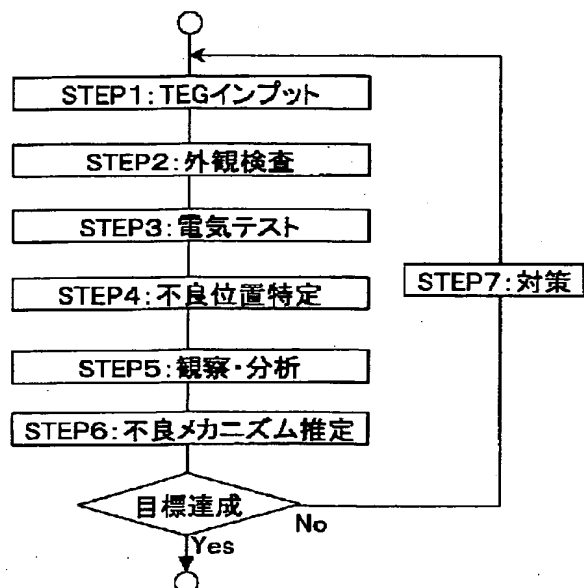 STEP1:TEGインプット
STEP2:外観検査
STEP3:電気テスト
STEP4:不良位置特定
STEP7:対策
STEP5:観察・分析
STEP6:不良メカニズム推定
目標達成
No
Yes